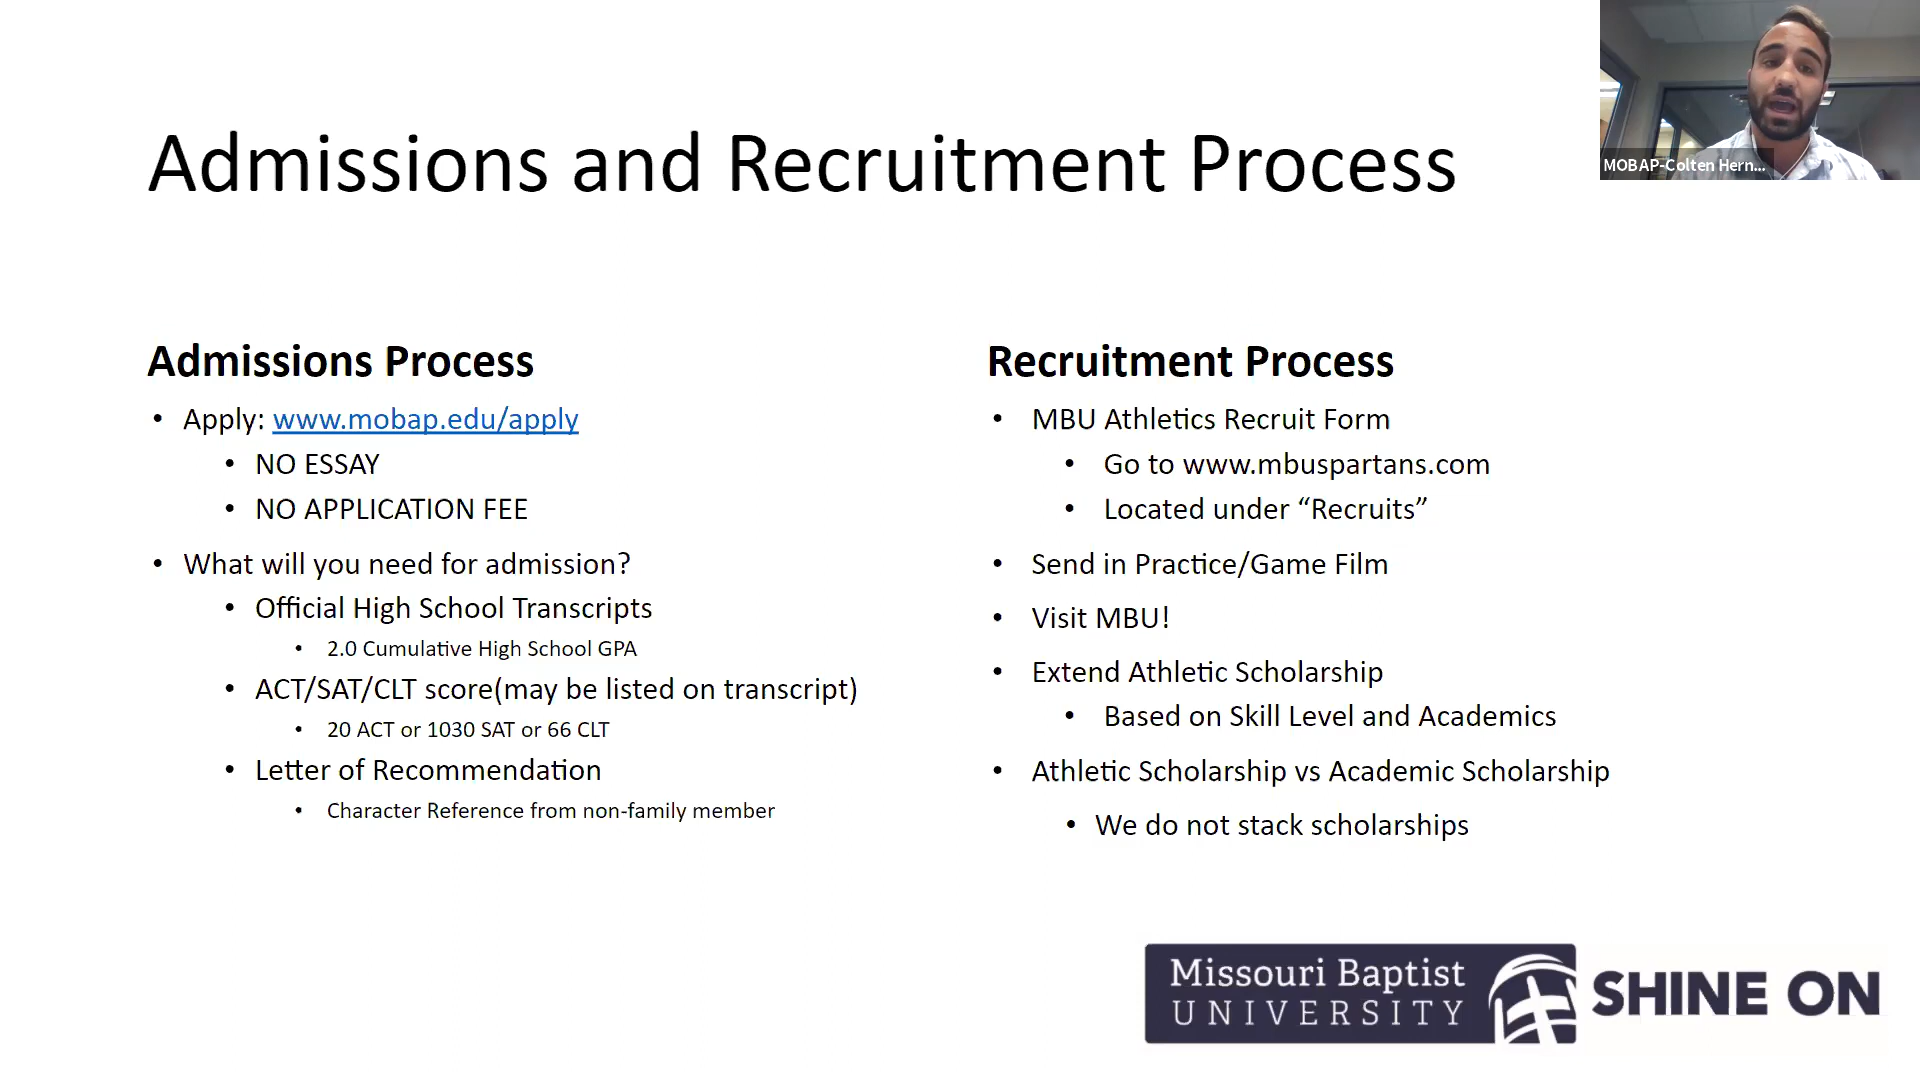 Admissions and Recruitment Process
MOBAP-Colten Hern...
Admissions Process
• Apply: www.mobap.edu/apply
• NO ESSAY
• NO APPLICATION FEE
• What will you need for admission?
• Official High School Transcripts
• 2.0 Cumulative High School GPA
• ACT/SAT/CLT score(may be listed on transcript)
• 20 ACT or 1030 SAT or 66 CLT
• Letter of Recommendation
• Character Reference from non-family member
Recruitment Process
• MBU Athletics Recruit Form
• Go to www.mbuspartans.com
• Located under “Recruits”
• Send in Practice/Game Film
• Visit MBU!
• Extend Athletic Scholarship
• Based on Skill Level and Academics
• Athletic Scholarship vs Academic Scholarship
• We do not stack scholarships
Missouri Baptist
UNIVERSITY
SHINE ON